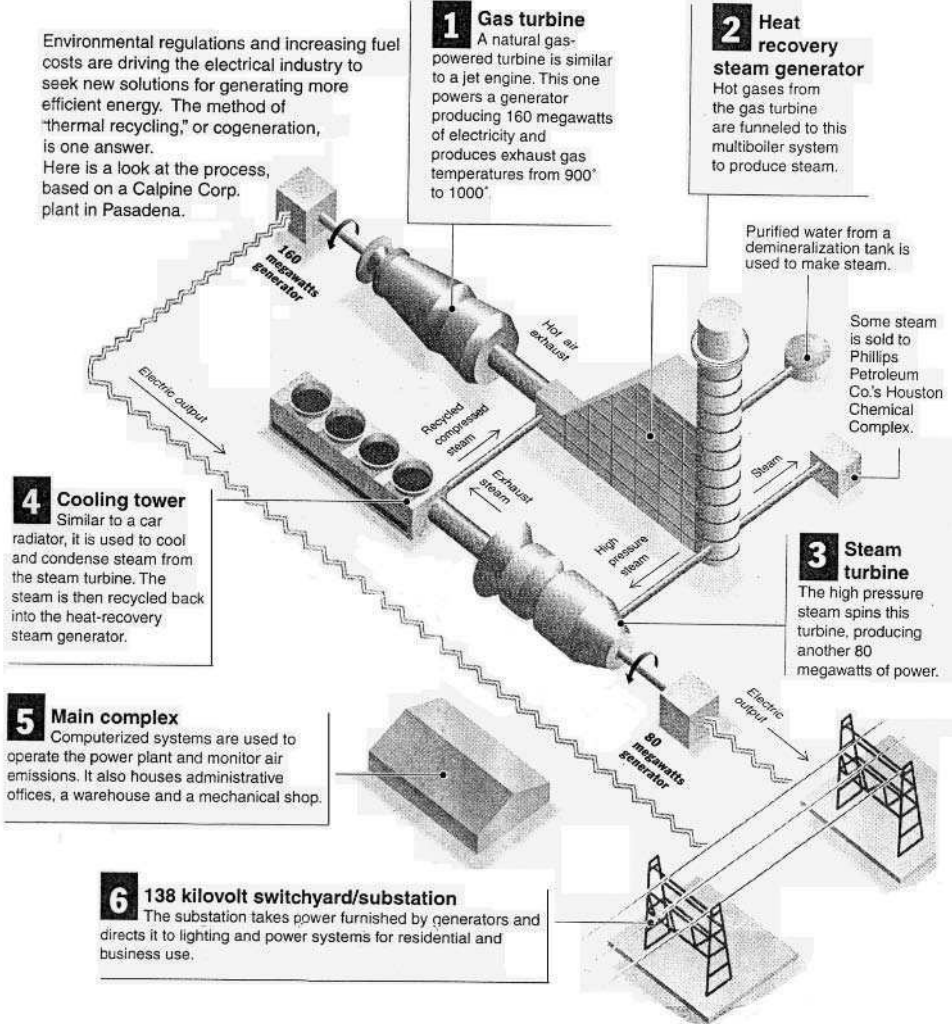 Environmental regulations and increasing fuel
costs are driving the electrical industry to
seek new solutions for generating more
efficient energy. The method of
"thermal recycling," or cogeneration,
is one answer.
Here is a look at the process,
based on a Calpine Corp.
plant in Pasadena.
1 Gas turbine
A natural gas-
powered turbine is similar
to a jet engine. This one
powers a generator
producing 160 megawatts
of electricity and
produces exhaust gas
temperatures from 900°
to 1000°.
2 Heat
recovery
steam generator
Hot gases from
the gas turbine
are funneled to this
multiboiler system
to produce steam.
Purified water from a
demineralization tank is
used to make steam.
Some steam
is sold to
Phillips
Petroleum
Co.'s Houston
Chemical
Complex.
160
megawatts
generator
Hot air
exhaust
Electric output
Recycled
compressed
steam
Exhaust
steam
Steam
High
pressure
steam
3 Steam
turbine
The high pressure
steam spins this
turbine, producing
another 80
megawatts of power.
4 Cooling tower
Similar to a car
radiator, it is used to cool
and condense steam from
the steam turbine. The
steam is then recycled back
into the heat-recovery
steam generator.
Electric
output
80
megawatts
generator
5 Main complex
Computerized systems are used to
operate the power plant and monitor air
emissions. It also houses administrative
offices, a warehouse and a mechanical shop.
6 138 kilovolt switchyard/substation
The substation takes power furnished by generators and
directs it to lighting and power systems for residential and
business use.